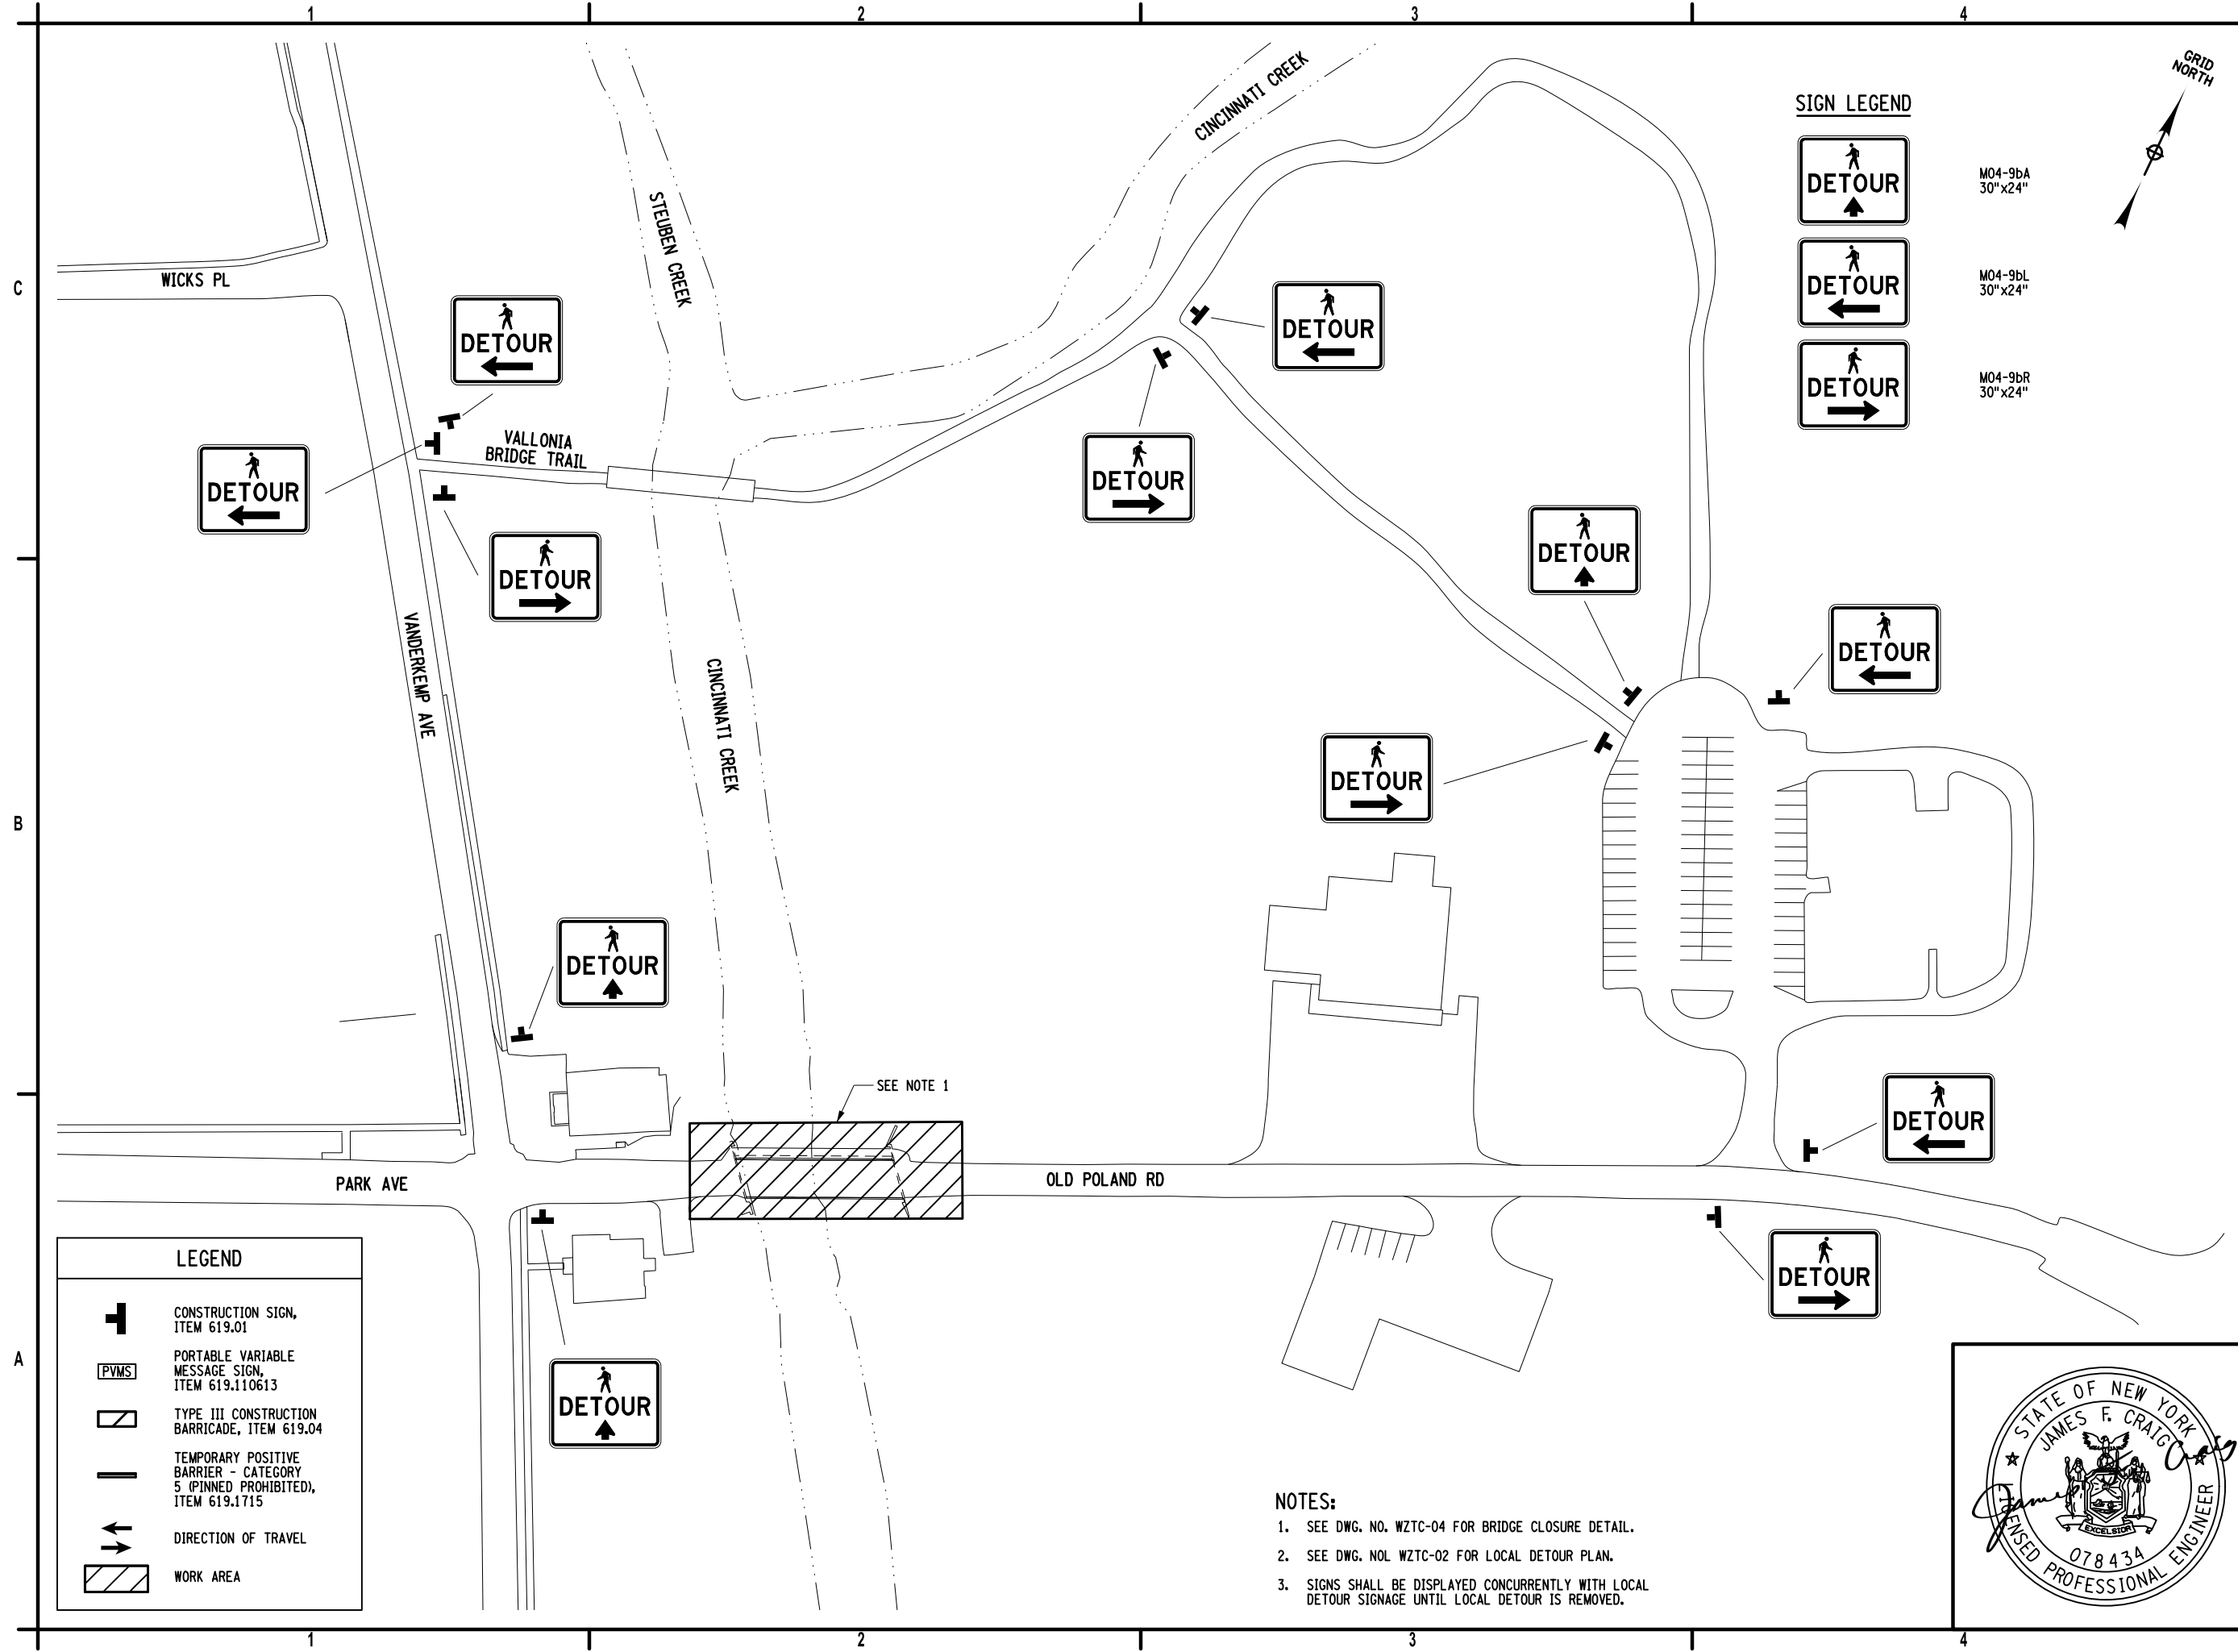 1
2
3
4
GRID
NORTH
CINCINNATI CREEK
SIGN LEGEND
DETOUR
M04-9bA
30"x24"
DETOUR
M04-9bL
30"x24"
DETOUR
M04-9bR
30"x24"
STEUBEN CREEK
C
WICKS PL
DETOUR
DETOUR
VALLONIA
BRIDGE TRAIL
DETOUR
DETOUR
DETOUR
DETOUR
VANDERKEMP AVE
CINCINNATI CREEK
DETOUR
DETOUR
B
DETOUR
SEE NOTE 1
DETOUR
PARK AVE
OLD POLAND RD
DETOUR
DETOUR
A
LEGEND
CONSTRUCTION SIGN,
ITEM 619.01
PVMS
PORTABLE VARIABLE
MESSAGE SIGN,
ITEM 619.110613
TYPE III CONSTRUCTION
BARRICADE, ITEM 619.04
TEMPORARY POSITIVE
BARRIER - CATEGORY
5 (PINNED PROHIBITED),
ITEM 619.1715
DIRECTION OF TRAVEL
WORK AREA
NOTES:
1. SEE DWG. NO. WZTC-04 FOR BRIDGE CLOSURE DETAIL.
2. SEE DWG. NOL WZTC-02 FOR LOCAL DETOUR PLAN.
3. SIGNS SHALL BE DISPLAYED CONCURRENTLY WITH LOCAL
DETOUR SIGNAGE UNTIL LOCAL DETOUR IS REMOVED.
STATE OF NEW YORK
JAMES F. CRAIG
James Craig
EXCELSIOR
078434
LICENSED PROFESSIONAL ENGINEER
1
2
3
4